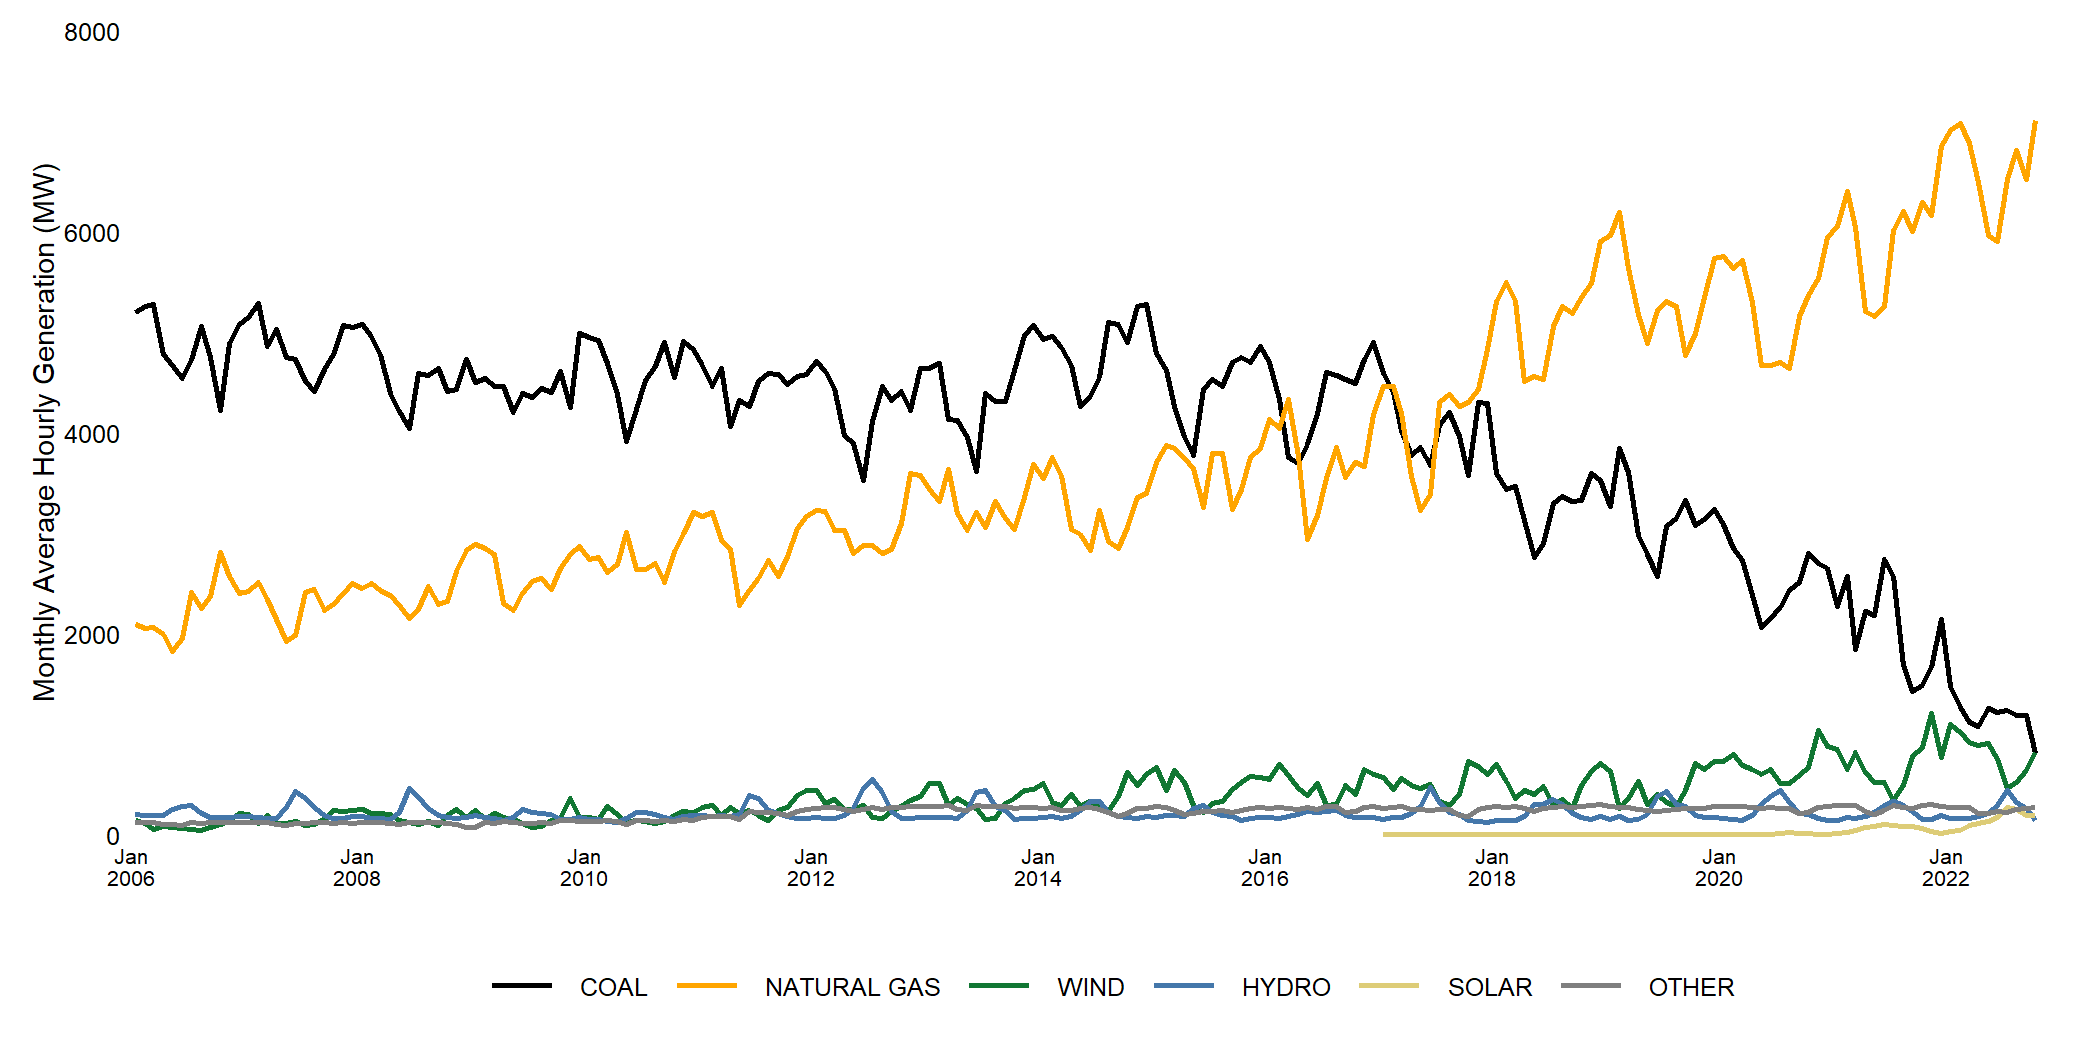 8000
6000
4000
2000
0
Monthly Average Hourly Generation (MW)
Jan Jan Jan Jan Jan Jan Jan Jan Jan
2006 2008 2010 2012 2014 2016 2018 2020 2022
COAL NATURAL GAS WIND HYDRO SOLAR OTHER